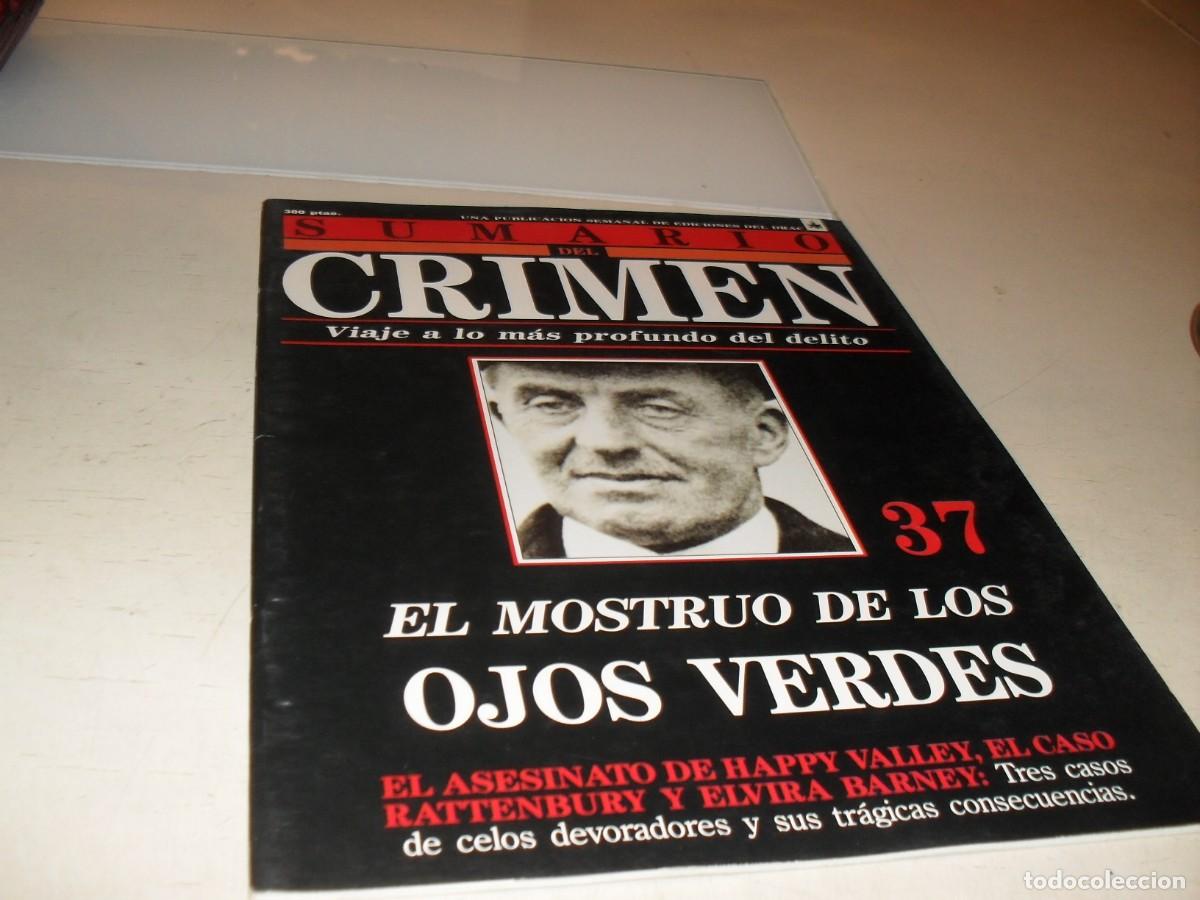 380 ptas.
UNA PUBLICACION SEMANAL DE EDICIONES DEL DRAC
SUMARIO
DEL
CRIMEN
Viaje a lo más profundo del delito
37
EL MOSTRUO DE LOS
OJOS VERDES
EL ASESINATO DE HAPPY VALLEY, EL CASO
RATTENBURY Y ELVIRA BARNEY: Tres casos
de celos devoradores y sus trágicas consecuencias.
todocoleccion